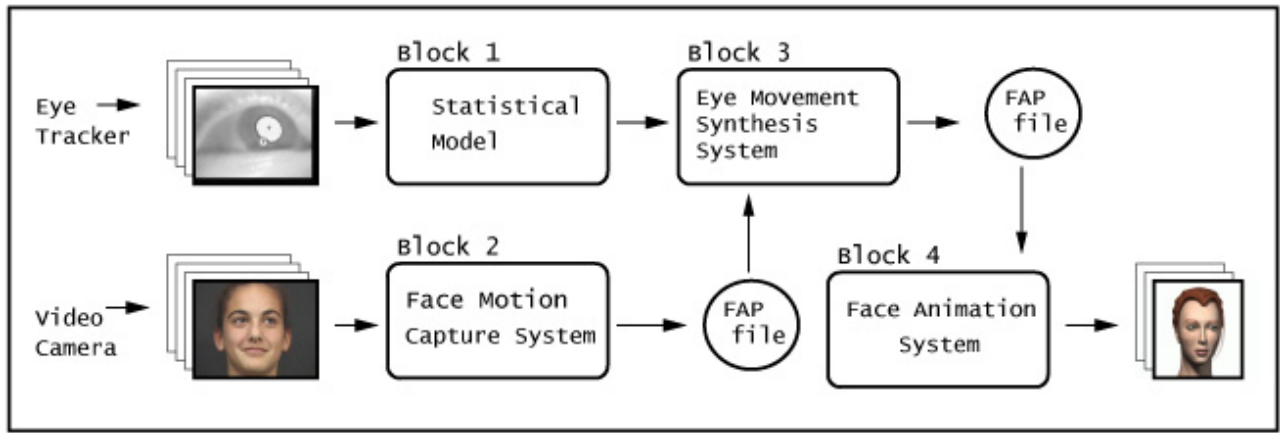 Block 1
Block 3
Eye
Tracker
Statistical
Model
Eye Movement
Synthesis
System
FAP
file
Block 2
Block 4
Video
Camera
Face Motion
Capture System
FAP
file
Face Animation
System